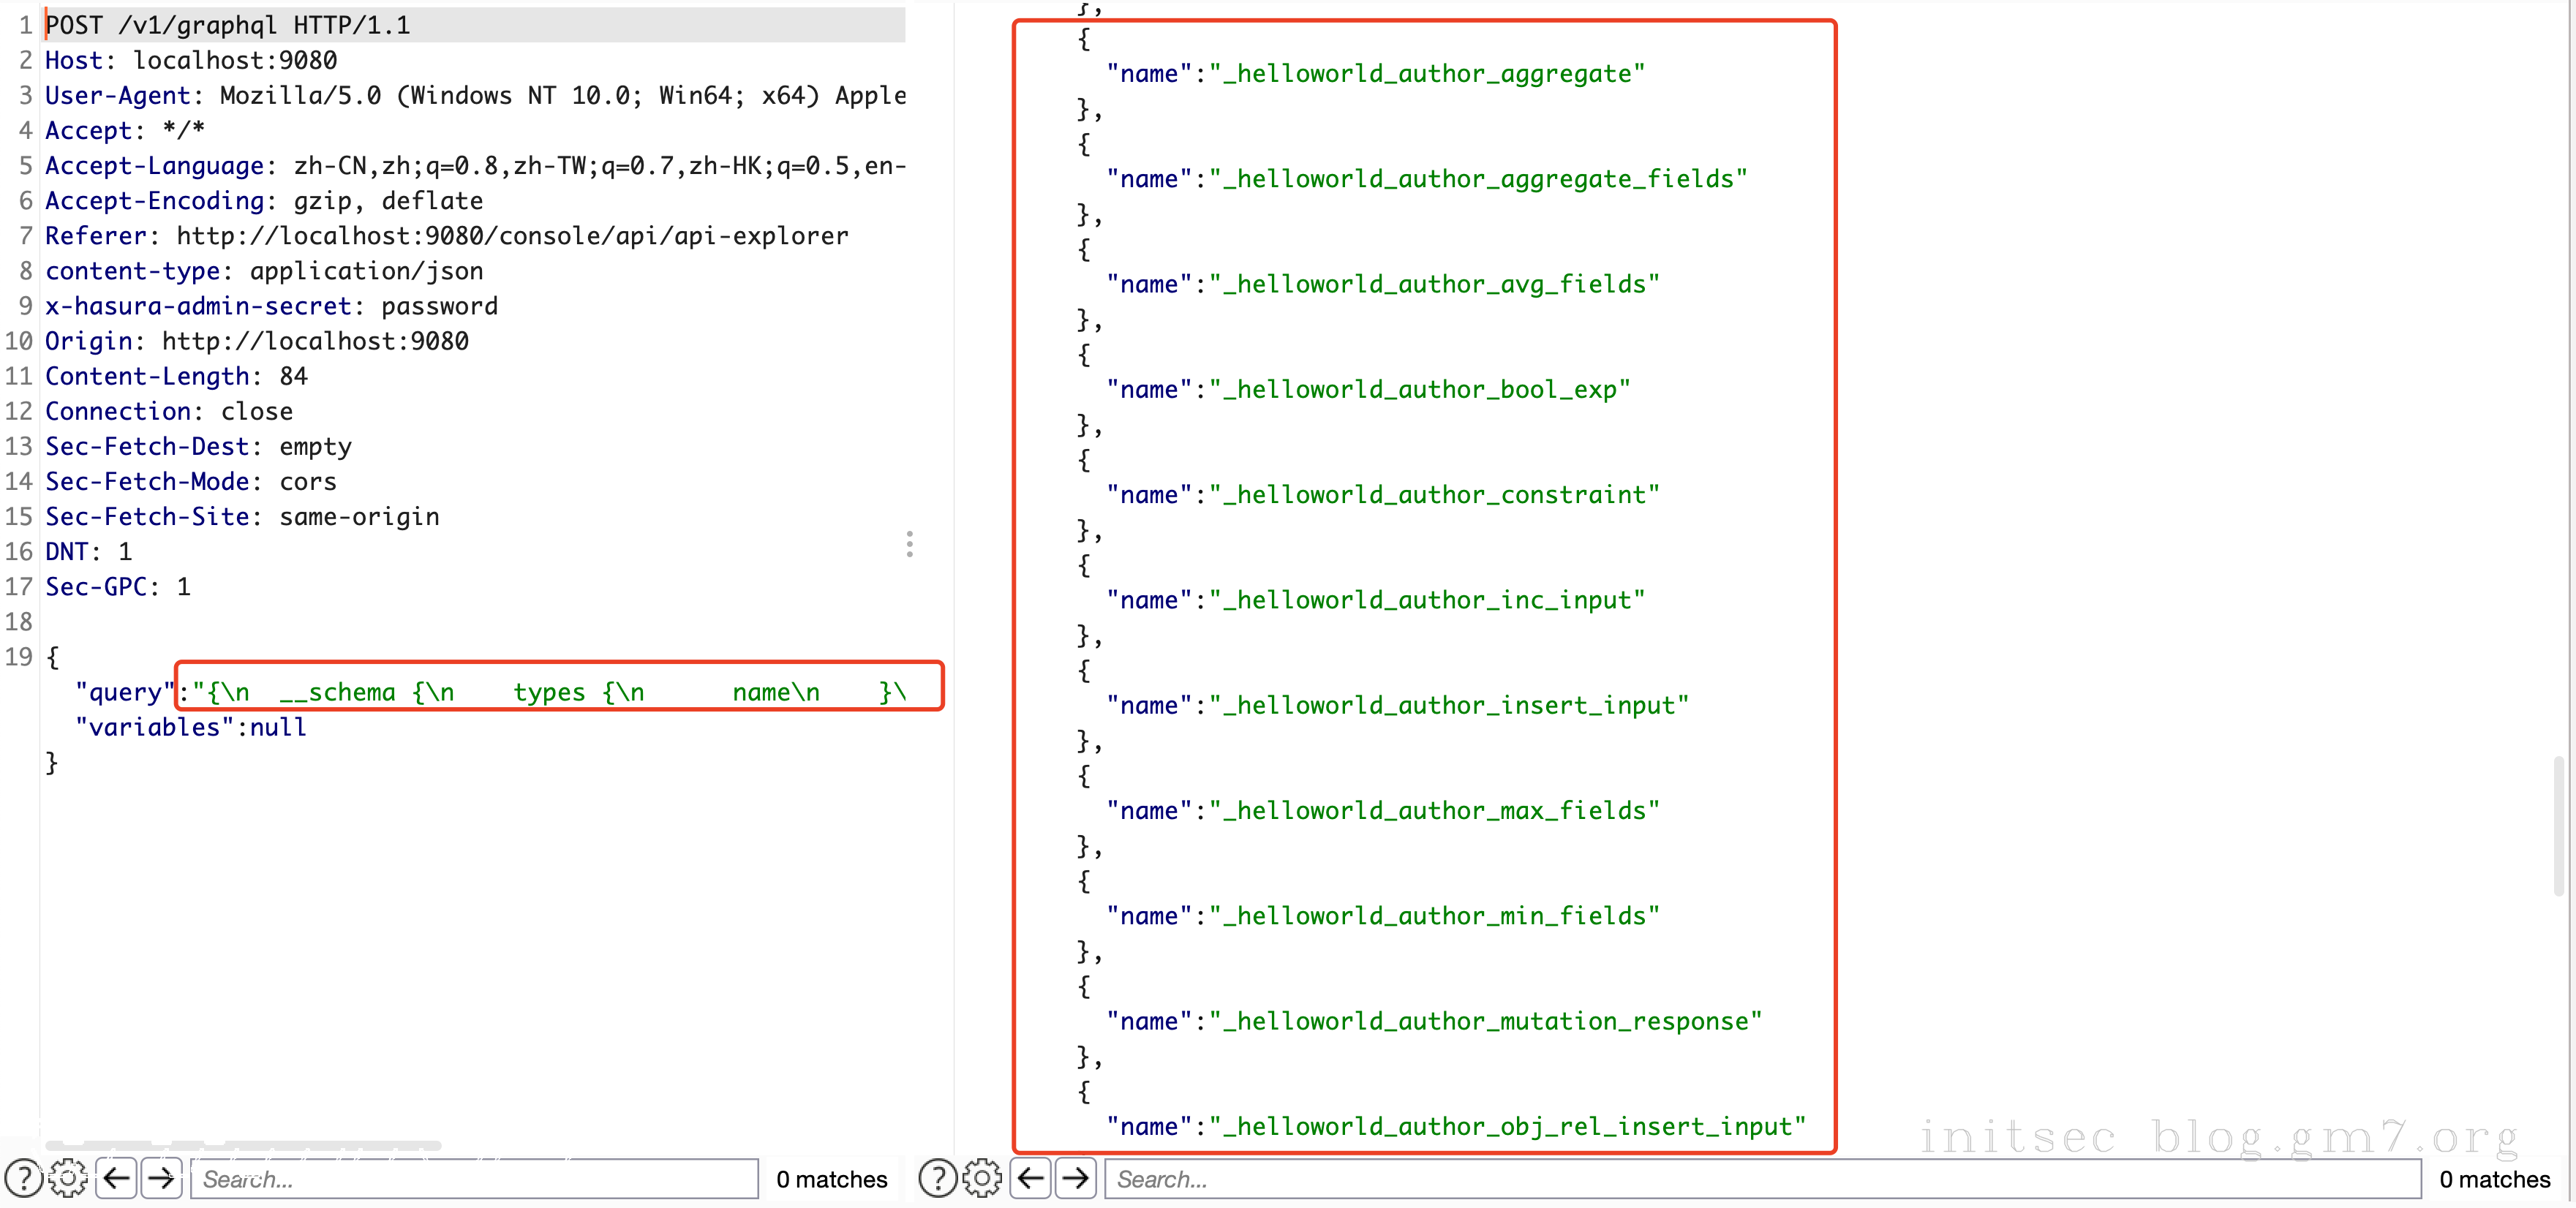 1 POST /v1/graphql HTTP/1.1
2 Host: localhost:9080
3 User-Agent: Mozilla/5.0 (Windows NT 10.0; Win64; x64) Apple
4 Accept: */*
5 Accept-Language: zh-CN,zh;q=0.8,zh-TW;q=0.7,zh-HK;q=0.5,en-
6 Accept-Encoding: gzip, deflate
7 Referer: http://localhost:9080/console/api/api-explorer
8 content-type: application/json
9 x-hasura-admin-secret: password
10 Origin: http://localhost:9080
11 Content-Length: 84
12 Connection: close
13 Sec-Fetch-Dest: empty
14 Sec-Fetch-Mode: cors
15 Sec-Fetch-Site: same-origin
16 DNT: 1
17 Sec-GPC: 1
18
19 {
"query":"{\n  __schema {\n    types {\n      name\n    }\
"variables":null
}
Search...
0 matches
},
{
"name":"_helloworld_author_aggregate"
},
{
"name":"_helloworld_author_aggregate_fields"
},
{
"name":"_helloworld_author_avg_fields"
},
{
"name":"_helloworld_author_bool_exp"
},
{
"name":"_helloworld_author_constraint"
},
{
"name":"_helloworld_author_inc_input"
},
{
"name":"_helloworld_author_insert_input"
},
{
"name":"_helloworld_author_max_fields"
},
{
"name":"_helloworld_author_min_fields"
},
{
"name":"_helloworld_author_mutation_response"
},
{
"name":"_helloworld_author_obj_rel_insert_input"
initsec blog.gm7.org
Search...
0 matches